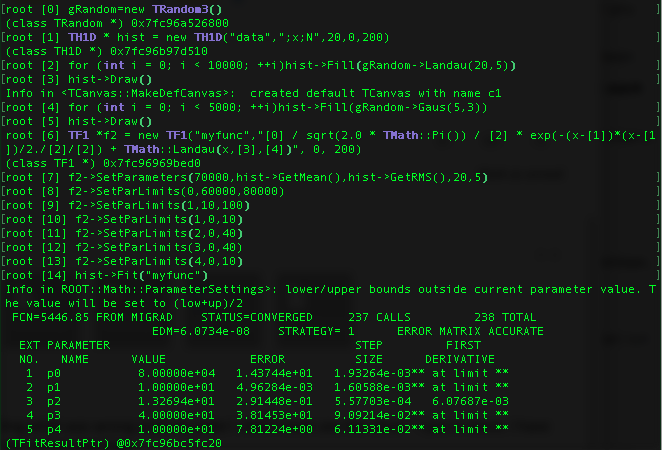 [root [0] gRandom=new TRandom3()
(class TRandom *) 0x7fc96a526800
[root [1] TH1D * hist = new TH1D("data",";x;N",20,0,200)
(class TH1D *) 0x7fc96b97d510
[root [2] for (int i = 0; i < 10000; ++i)hist->Fill(gRandom->Landau(20,5))
[root [3] hist->Draw()
Info in <TCanvas::MakeDefCanvas>:  created default TCanvas with name c1
[root [4] for (int i = 0; i < 5000; ++i)hist->Fill(gRandom->Gaus(5,3))
[root [5] hist->Draw()
root [6] TF1 *f2 = new TF1("myfunc","[0] / sqrt(2.0 * TMath::Pi()) / [2] * exp(-(x-[1])*(x-[1
])/2./[2]/[2]) + TMath::Landau(x,[3],[4])", 0, 200)
(class TF1 *) 0x7fc96969bed0
[root [7] f2->SetParameters(70000,hist->GetMean(),hist->GetRMS(),20,5)
[root [8] f2->SetParLimits(0,60000,80000)
[root [9] f2->SetParLimits(1,10,100)
[root [10] f2->SetParLimits(1,0,10)
[root [11] f2->SetParLimits(2,0,40)
[root [12] f2->SetParLimits(3,0,40)
[root [13] f2->SetParLimits(4,0,10)
[root [14] hist->Fit("myfunc")
Info in ROOT::Math::ParameterSettings>: lower/upper bounds outside current parameter value. T
he value will be set to (low+up)/2
FCN=5446.85 FROM MIGRAD    STATUS=CONVERGED     237 CALLS         238 TOTAL
EDM=6.0734e-08    STRATEGY= 1      ERROR MATRIX ACCURATE
EXT PARAMETER                                   STEP         FIRST
NO.   NAME      VALUE            ERROR          SIZE      DERIVATIVE
1  p0           8.00000e+04   1.43744e+01   1.93264e-03** at limit **
2  p1           1.00000e+01   4.96284e-03   1.60588e-03** at limit **
3  p2           1.32694e+01   2.91448e-01   5.57703e-04   6.07687e-03
4  p3           4.00000e+01   3.81453e+01   9.09214e-02** at limit **
5  p4           1.00000e+01   7.81224e+00   6.11331e-02** at limit **
(TFitResultPtr) @0x7fc96bc5fc20
]
]
]
]
]
]
]
]
]
]
]
]
]
]